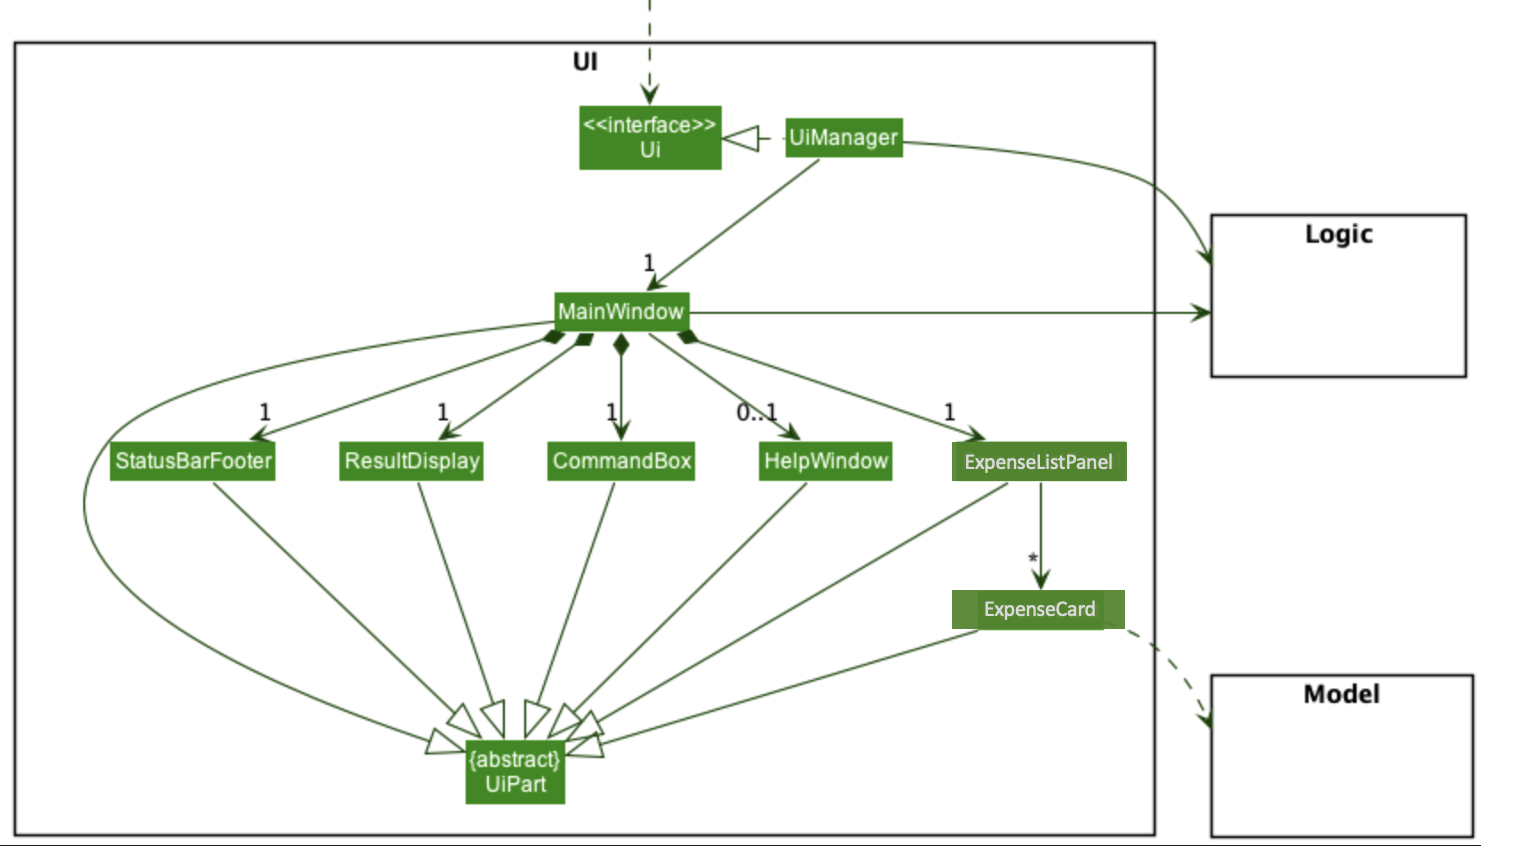 UI
<<interface>>
Ui
UiManager
Logic
1
MainWindow
1
1
1
0..1
1
StatusBarFooter
ResultDisplay
CommandBox
HelpWindow
ExpenseListPanel
*
ExpenseCard
Model
{abstract}
UiPart